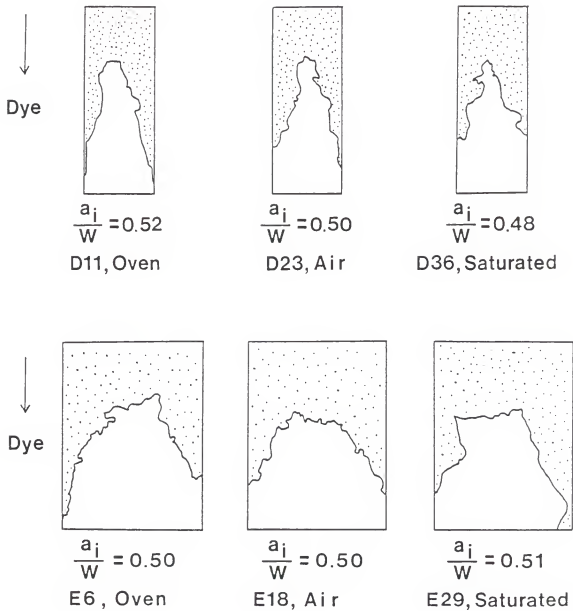 Dye
a_i/W =0.52
a_i/W =0.50
a_i/W =0.48
D11, Oven
D23, Air
D36, Saturated
Dye
a_i/W =0.50
a_i/W =0.50
a_i/W =0.51
E6, Oven
E18, Air
E29, Saturated